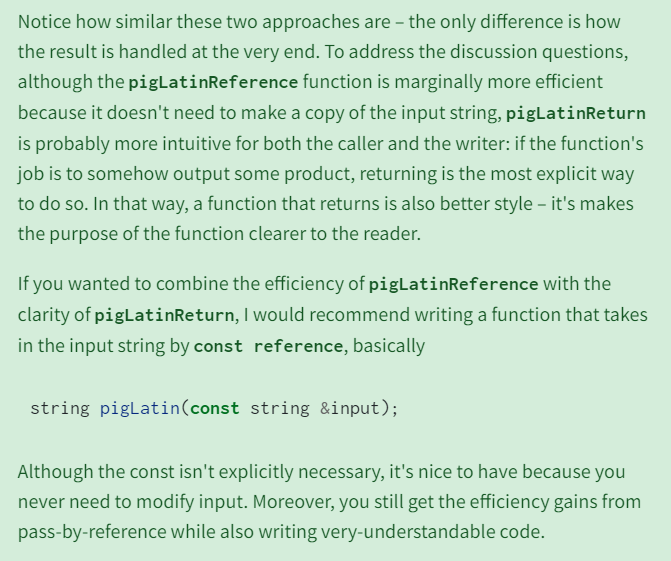 Notice how similar these two approaches are – the only difference is how
the result is handled at the very end. To address the discussion questions,
although the pigLatinReference function is marginally more efficient
because it doesn't need to make a copy of the input string, pigLatinReturn
is probably more intuitive for both the caller and the writer: if the function's
job is to somehow output some product, returning is the most explicit way
to do so. In that way, a function that returns is also better style – it's makes
the purpose of the function clearer to the reader.
If you wanted to combine the efficiency of pigLatinReference with the
clarity of pigLatinReturn, I would recommend writing a function that takes
in the input string by const reference, basically
string pigLatin(const string &input);
Although the const isn't explicitly necessary, it's nice to have because you
never need to modify input. Moreover, you still get the efficiency gains from
pass-by-reference while also writing very-understandable code.